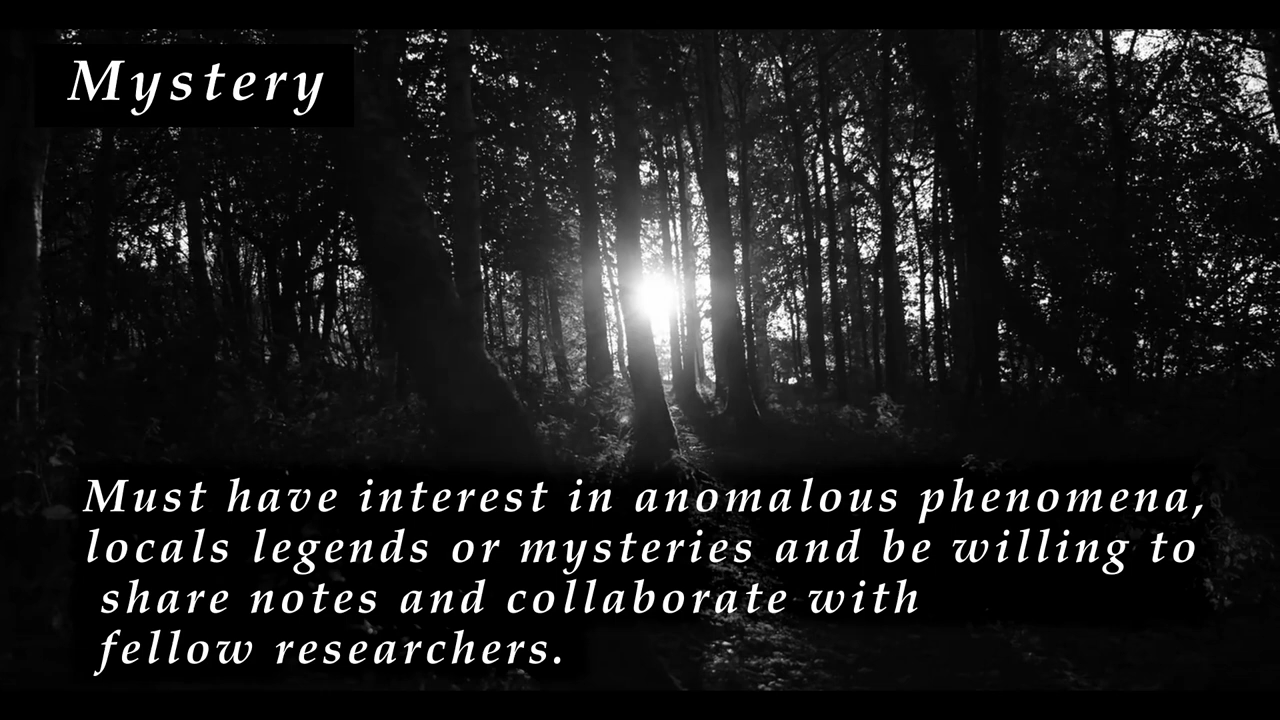 Mystery
Must have interest in anomalous phenomena,
locals legends or mysteries and be willing to
share notes and collaborate with
fellow researchers.